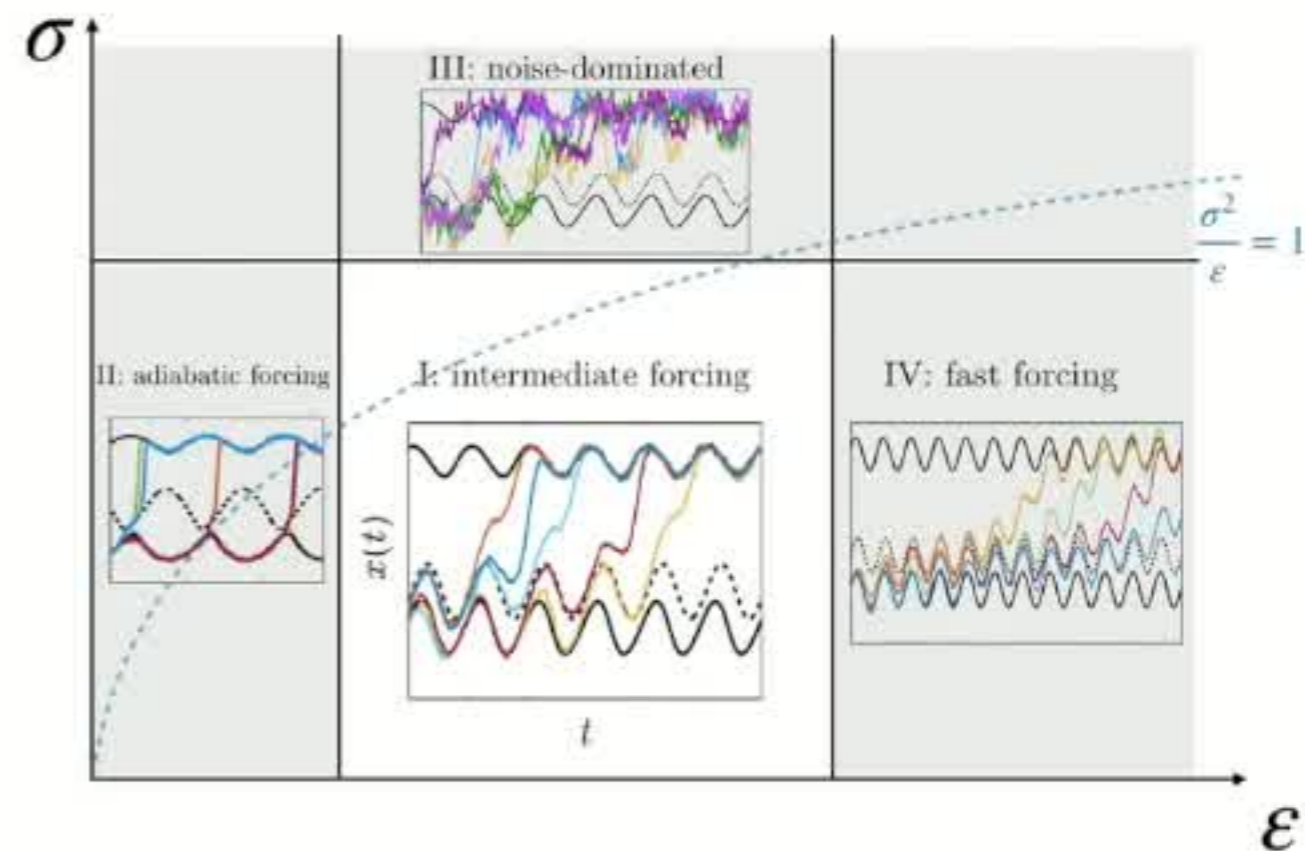 σ
III: noise-dominated
σ²/ε = 1
II: adiabatic forcing
I: intermediate forcing
IV: fast forcing
x(t)
t
ε